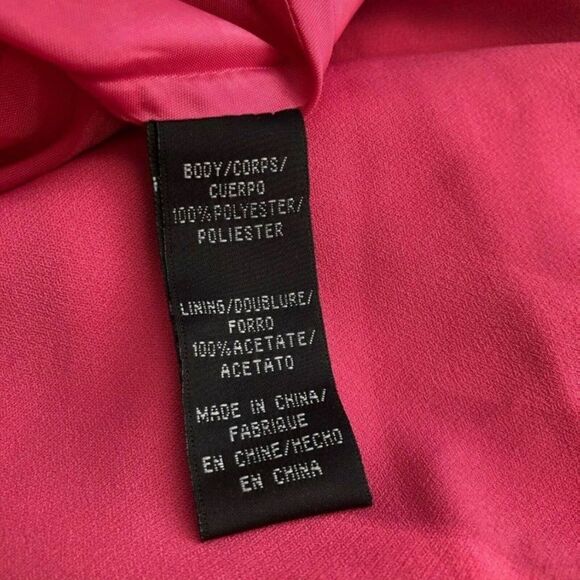 BODY/CORPS/
CUERPO
100%POLYESTER/
POLIESTER
LINING/DOUBLURE/
FORRO
100%ACETATE/
ACETATO
MADE IN CHINA/
FABRIQUE
EN CHINE/HECHO
EN CHINA